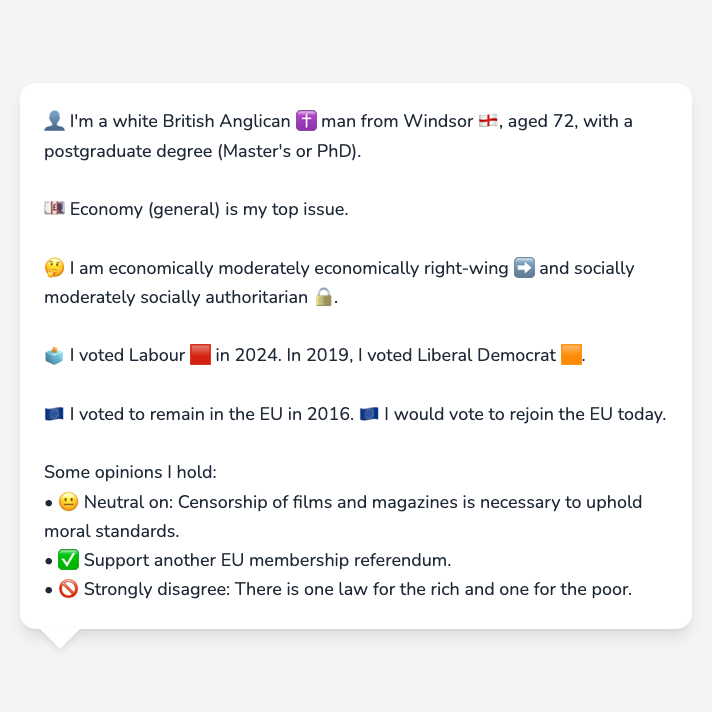 👤 I'm a white British Anglican ✝️ man from Windsor 🏴󠁧󠁢󠁥󠁮󠁧󠁿, aged 72, with a
postgraduate degree (Master's or PhD).
💷 Economy (general) is my top issue.
🤔 I am economically moderately economically right-wing ➡️ and socially
moderately socially authoritarian 🔒.
🗳️ I voted Labour 🟥 in 2024. In 2019, I voted Liberal Democrat 🟧.
🇪🇺 I voted to remain in the EU in 2016. 🇪🇺 I would vote to rejoin the EU today.
Some opinions I hold:
• 😐 Neutral on: Censorship of films and magazines is necessary to uphold
moral standards.
• ✅ Support another EU membership referendum.
• 🚫 Strongly disagree: There is one law for the rich and one for the poor.